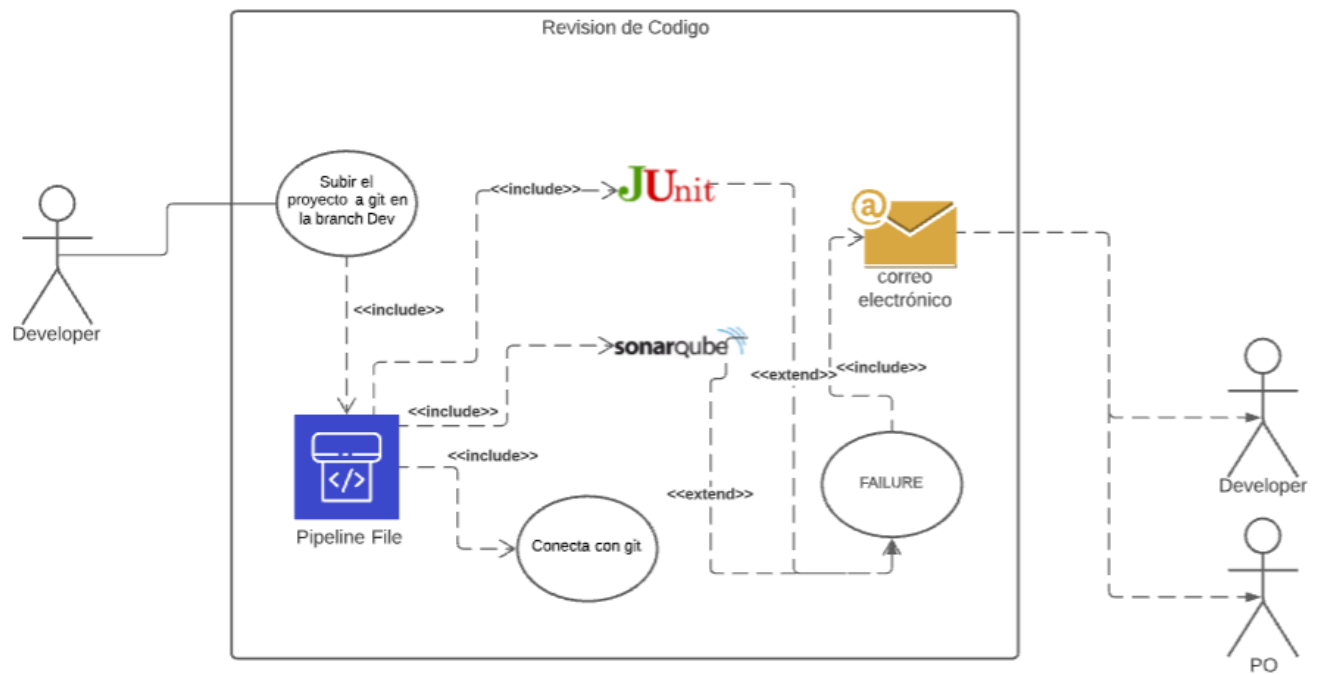 Revision de Codigo
Subir el
proyecto a git en
la branch Dev
Developer
<<include>>
<<include>>
JUnit
@
correo
electrónico
sonarqube
<<extend>>
<<include>>
<<include>>
<<include>>
Conecta con git
</>
Pipeline File
<<extend>>
FAILURE
Developer
PO